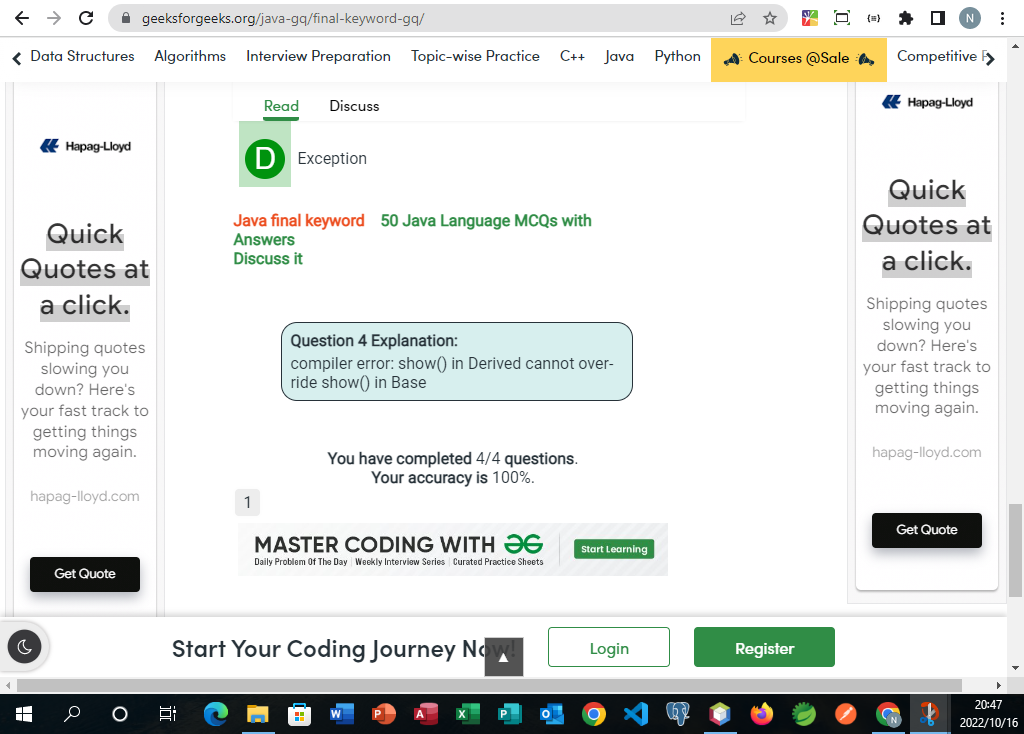 geeksforgeeks.org/java-gq/final-keyword-gq/
N
Data Structures Algorithms Interview Preparation Topic-wise Practice C++ Java Python Courses @Sale Competitive
Read Discuss
D Exception
Java final keyword 50 Java Language MCQs with
Answers
Discuss it
Question 4 Explanation:
compiler error: show() in Derived cannot over-
ride show() in Base
You have completed 4/4 questions.
Your accuracy is 100%.
1
MASTER CODING WITH
Daily Problem Of The Day Weekly Interview Series Curated Practice Sheets
Start Learning
Hapag-Lloyd
Quick
Quotes at
a click.
Shipping quotes
slowing you
down? Here's
your fast track to
getting things
moving again.
hapag-lloyd.com
Get Quote
Hapag-Lloyd
Quick
Quotes at
a click.
Shipping quotes
slowing you
down? Here's
your fast track to
getting things
moving again.
hapag-lloyd.com
Get Quote
Start Your Coding Journey Now!
Login
Register
20:47
2022/10/16